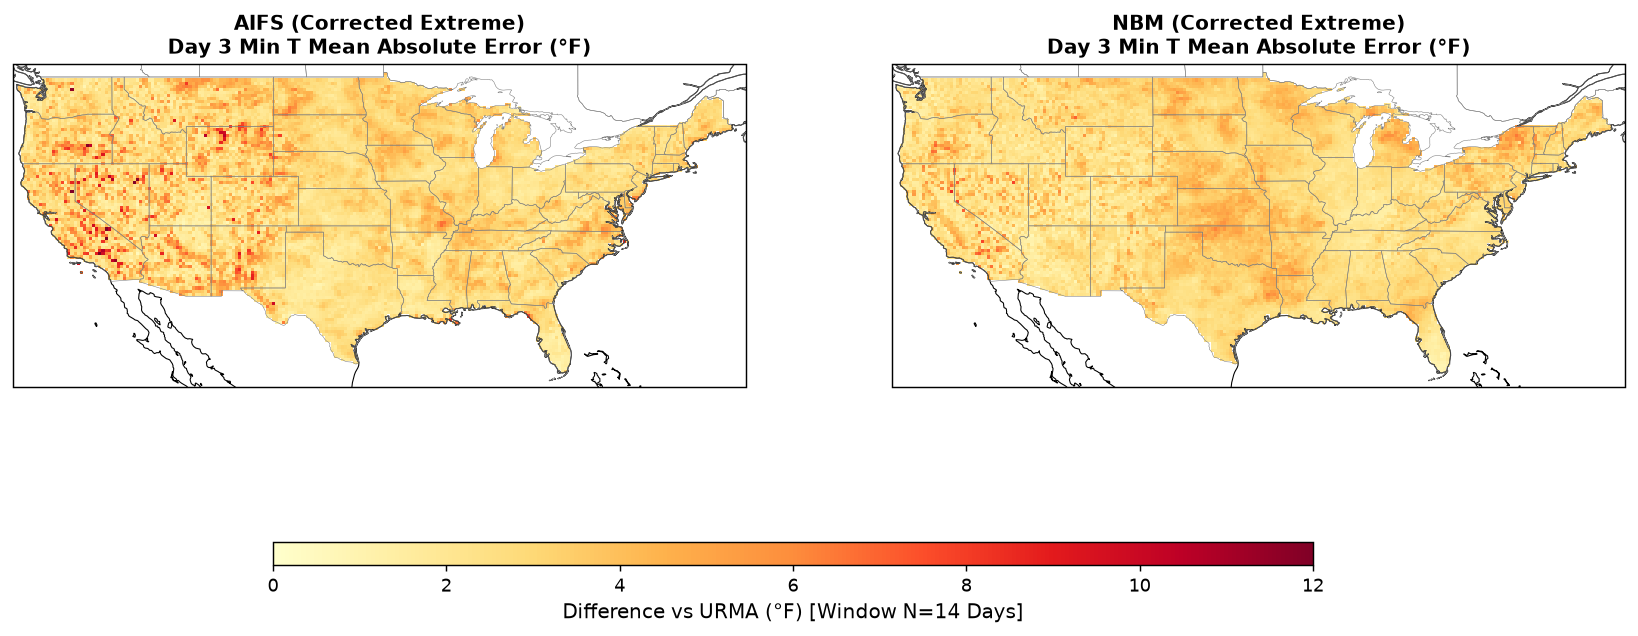 AIFS (Corrected Extreme)
Day 3 Min T Mean Absolute Error (°F)
NBM (Corrected Extreme)
Day 3 Min T Mean Absolute Error (°F)
0 2 4 6 8 10 12
Difference vs URMA (°F) [Window N=14 Days]